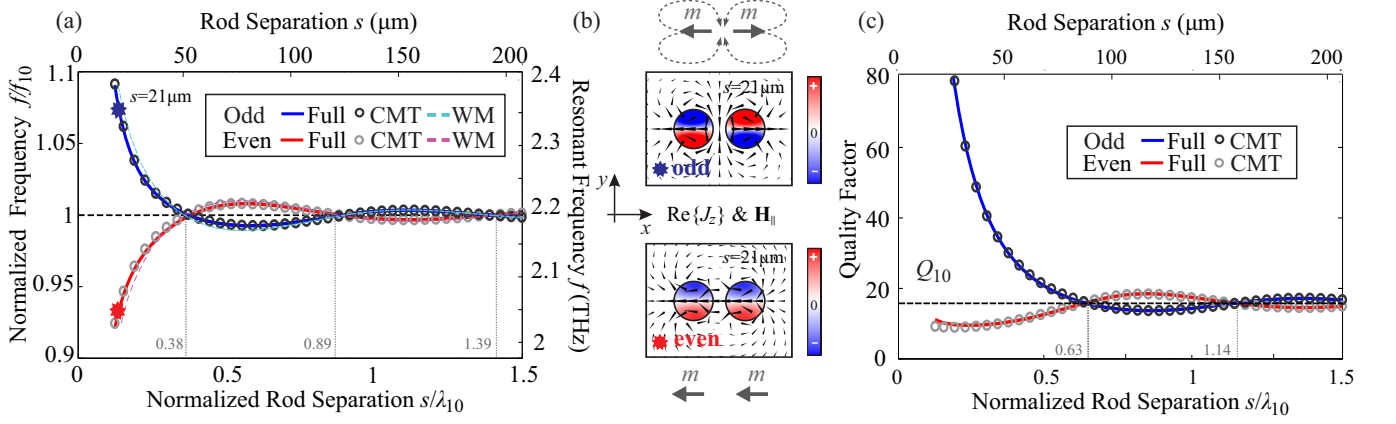 (a)
Rod Separation s (μm)
0 50 100 150 200
Normalized Frequency f/f10
1.1
1.05
1
0.95
0.9
s=21μm
Odd Full CMT WM
Even Full CMT WM
2.4
2.35
2.3
2.2
2.1
2
Resonant Frequency f (THz)
0.38 0.89 1.39
0 0.5 1 1.5
Normalized Rod Separation s/λ10
(b)
m m
s=21μm
odd
+
0
−
y
x
Re{Jz} & H∥
s=21μm
even
+
0
−
m m
(c)
Rod Separation s (μm)
0 50 100 150 200
Quality Factor
80
60
40
20
0
Odd Full CMT
Even Full CMT
Q10
0.63 1.14
0 0.5 1 1.5
Normalized Rod Separation s/λ10